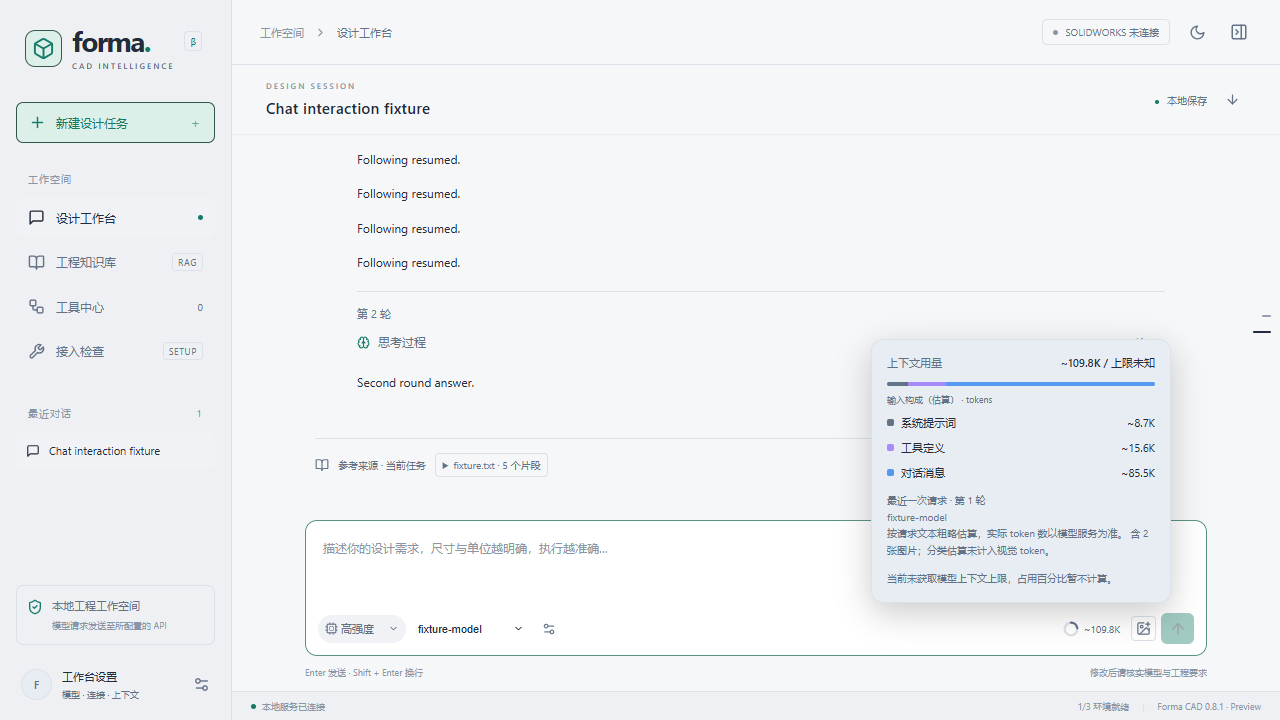 forma.
β
CAD INTELLIGENCE
新建设计任务
+
工作空间
设计工作台
工程知识库
RAG
工具中心
0
接入检查
SETUP
最近对话
1
Chat interaction fixture
本地工程工作空间
模型请求发送至所配置的 API
F
工作台设置
模型 · 连接 · 上下文
工作空间
设计工作台
SOLIDWORKS 未连接
DESIGN SESSION
Chat interaction fixture
本地保存
Following resumed.
Following resumed.
Following resumed.
Following resumed.
第 2 轮
思考过程
Second round answer.
参考来源 · 当前任务
fixture.txt · 5 个片段
上下文用量
~109.8K / 上限未知
输入构成（估算） · tokens
系统提示词
~8.7K
工具定义
~15.6K
对话消息
~85.5K
最近一次请求 · 第 1 轮
fixture-model
按请求文本粗略估算，实际 token 数以模型服务为准。 含 2
张图片；分类估算未计入视觉 token。
当前未获取模型上下文上限，占用百分比暂不计算。
描述你的设计需求，尺寸与单位越明确，执行越准确...
高强度
fixture-model
~109.8K
Enter 发送 · Shift + Enter 换行
修改后请核实模型与工程要求
本地服务已连接
1/3 环境就绪
Forma CAD 0.8.1 · Preview